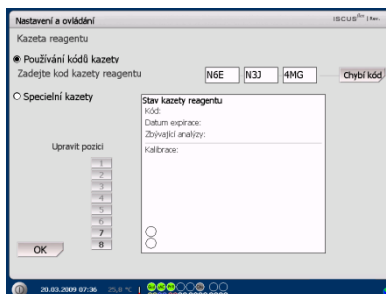 Nastavení a ovládání
ISCUS flex
Kazeta reagentu
Používání kódů kazety
Zadejte kod kazety reagentu N6E N3J 4MG Chybí kód
Specielní kazety
Stav kazety reagentu
Kód:
Datum expirace:
Zbývající analýzy:
Kalibrace:
Upravit pozici
1
2
3
4
5
6
7
8
OK
20.03.2009 07:36 25,8 °C